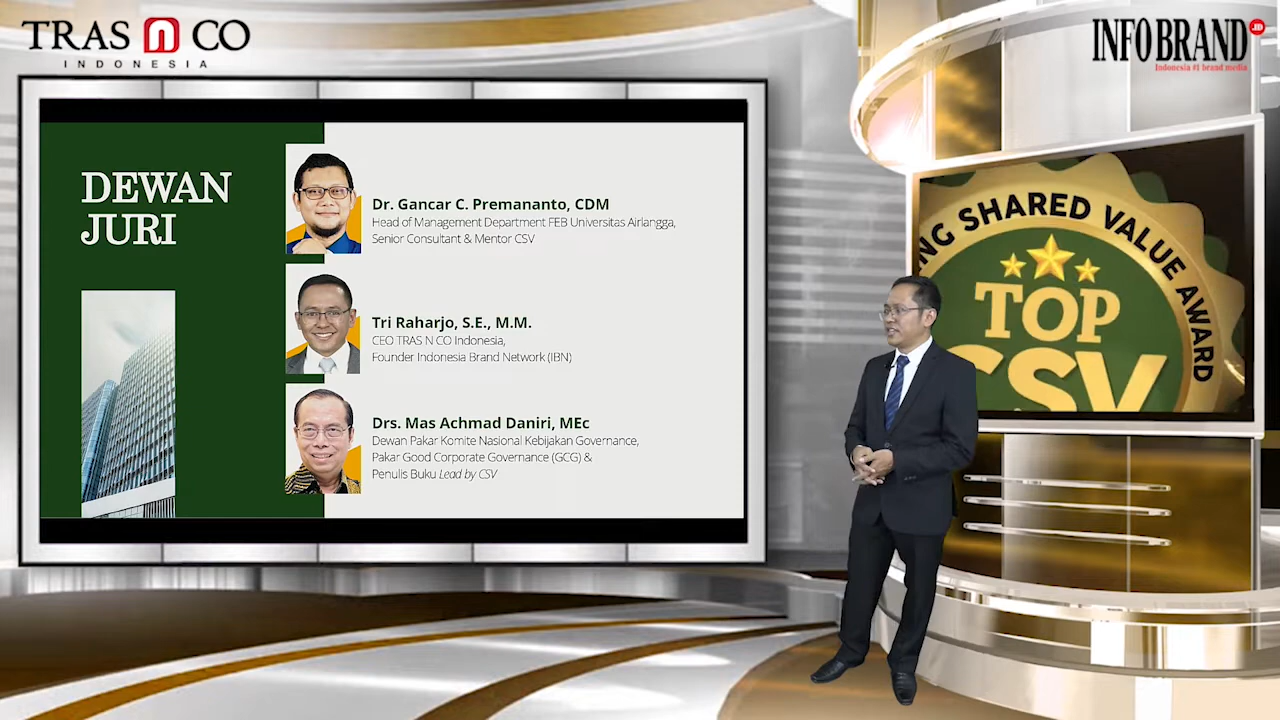 TRAS N CO
INDONESIA
INFOBRAND.ID
Indonesia #1 brand media
DEWAN
JURI
Dr. Gancar C. Premananto, CDM
Head of Management Department FEB Universitas Airlangga,
Senior Consultant & Mentor CSV
Tri Raharjo, S.E., M.M.
CEO TRAS N CO Indonesia,
Founder Indonesia Brand Network (IBN)
Drs. Mas Achmad Daniri, MEc
Dewan Pakar Komite Nasional Kebijakan Governance,
Pakar Good Corporate Governance (GCG) &
Penulis Buku Lead by CSV
NG SHARED VALUE AWARD
TOP
CSV